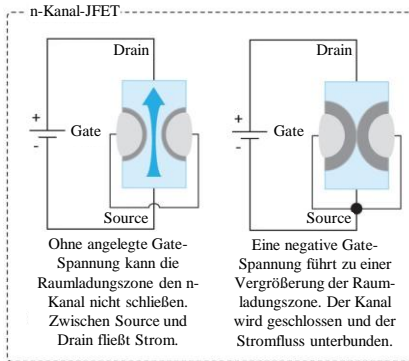 n-Kanal-JFET
Drain
+
Gate
-
Source
Ohne angelegte Gate-
Spannung kann die
Raumladungszone den n-
Kanal nicht schließen.
Zwischen Source und
Drain fließt Strom.
Drain
+
Gate
-
Source
Eine negative Gate-
Spannung führt zu einer
Vergrößerung der Raum-
ladungszone. Der Kanal
wird geschlossen und der
Stromfluss unterbunden.